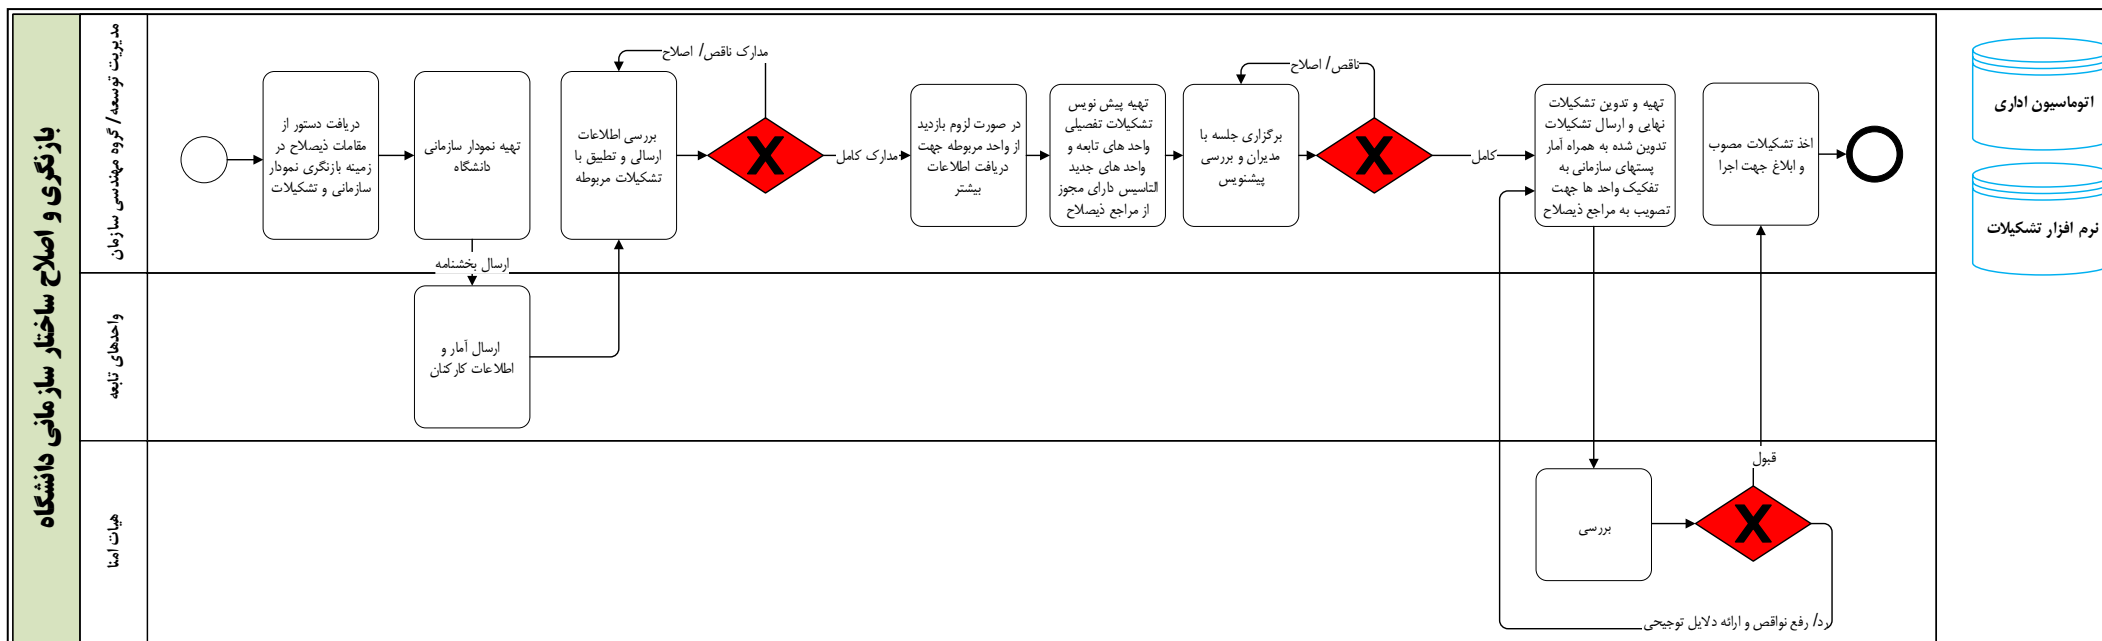 بازنگری و اصلاح ساختار سازمانی دانشگاه
مدیریت توسعه/ گروه مهندسی سازمان
دریافت دستور از
مقامات ذیصلاح در
زمینه بازنگری نمودار
سازمانی و تشکیلات
تهیه نمودار سازمانی
دانشگاه
ارسال بخشنامه
بررسی اطلاعات
ارسالی و تطبیق با
تشکیلات مربوطه
مدارک ناقص/ اصلاح
X
مدارک کامل
در صورت لزوم بازدید
از واحد مربوطه جهت
دریافت اطلاعات
بیشتر
تهیه پیش نویس
تشکیلات تفصیلی
واحد های تابعه و
واحد های جدید
التاسیس دارای مجوز
از مراجع ذیصلاح
برگزاری جلسه با
مدیران و بررسی
پیشنویس
ناقص/ اصلاح
X
کامل
تهیه و تدوین تشکیلات
نهایی و ارسال تشکیلات
تدوین شده به همراه آمار
پستهای سازمانی به
تفکیک واحد ها جهت
تصویب به مراجع ذیصلاح
اخذ تشکیلات مصوب
و ابلاغ جهت اجرا
اتوماسیون اداری
نرم افزار تشکیلات
واحدهای تابعه
ارسال آمار و
اطلاعات کارکنان
هیات امنا
بررسی
X
قبول
رد/ رفع نواقص و ارائه دلایل توجیحی